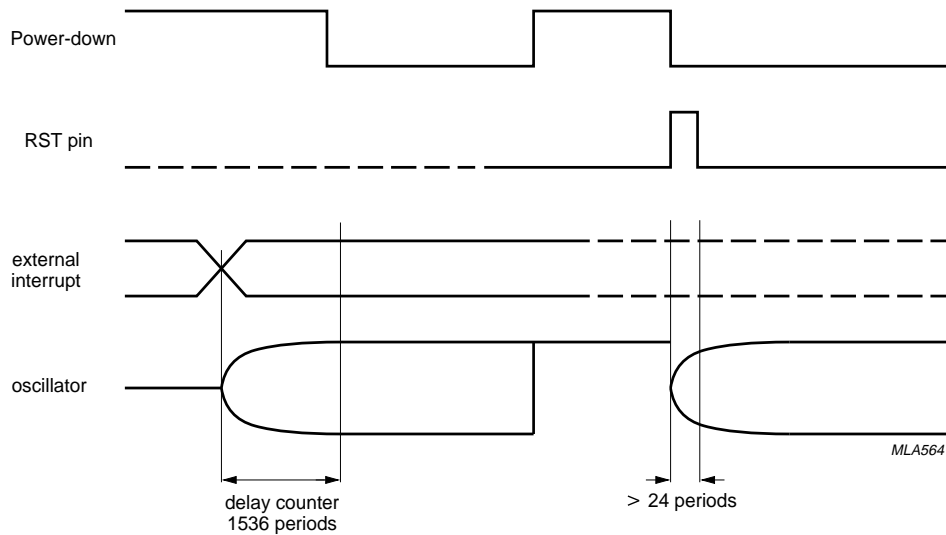 Power-down
RST pin
external
interrupt
oscillator
MLA564
delay counter
1536 periods
> 24 periods